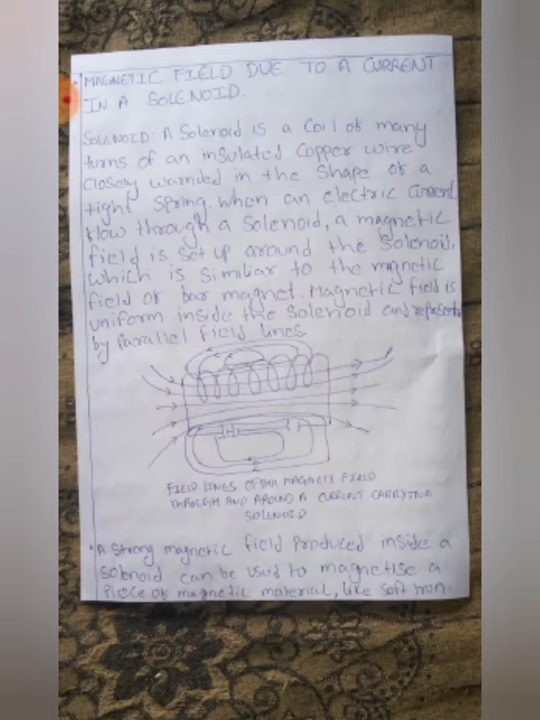 MAGNETIC FIELD DUE TO A CURRENT
IN A SOLENOID.
SOLENOID: A Solenoid is a coil of many
turns of an insulated copper wire
closely warnded in the shape of a
tight spring. when an electric current
flow through a solenoid, a magnetic
field is set up around the solenoid.
which is similar to the mgnetic
field of bar magnet. Magnetic field is
uniform inside the solenoid and represents
by parallel field lines
FIELD LINES OF THE MAGNETI FIELD
THROUGH AND AROUND A CURRENT CARRYING
SOLENOID
• A strong magnetic field produced inside a
solenoid can be used to magnetise a
piece of magnetic material, like soft iron.